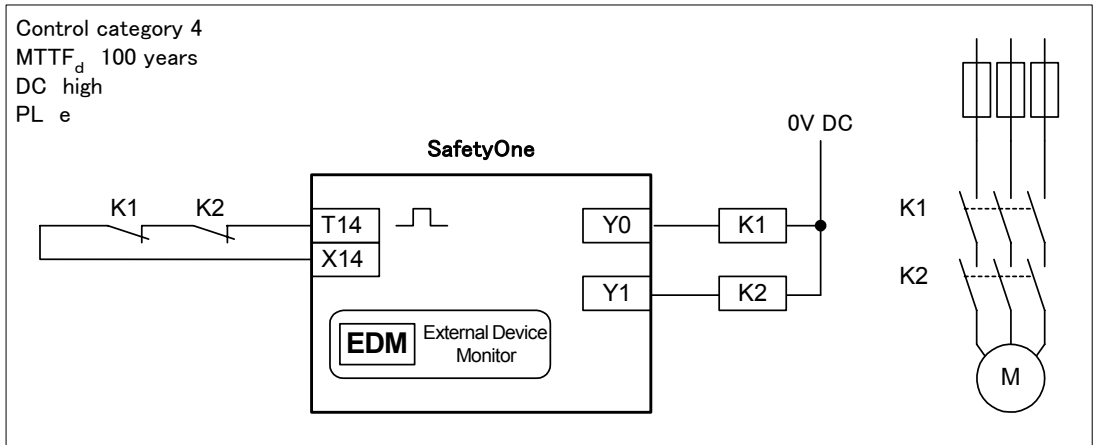 Control category 4
MTTFd 100 years
DC high
PL e
0V DC
SafetyOne
K1 K2
T14
X14
Y0
K1
Y1
K2
EDM
External Device
Monitor
K1
K2
M